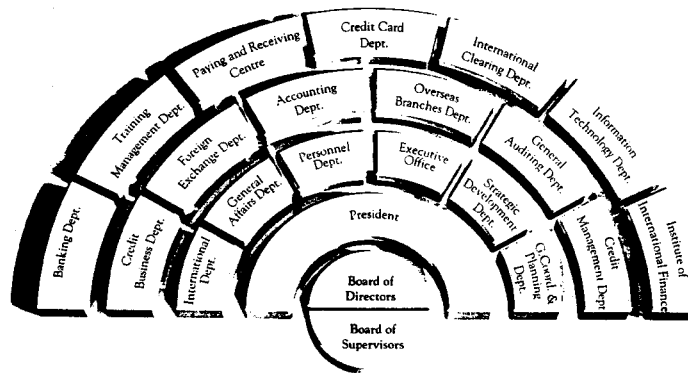 Banking Dept.
Training
Management Dept.
Paying and Receiving
Centre
Credit Card
Dept.
International
Clearing Dept.
Information
Technology Dept.
Institute of
International Finance
Credit
Business Dept.
Foreign
Exchange Dept.
Accounting
Dept.
Overseas
Branches Dept.
General
Auditing Dept.
Credit
Management Dept.
International
Dept.
General
Affairs Dept.
Personnel
Dept.
Executive
Office
Strategic
Development
Dept.
G.Coord. &
Planning
Dept.
President
Board of
Directors
Board of
Supervisors